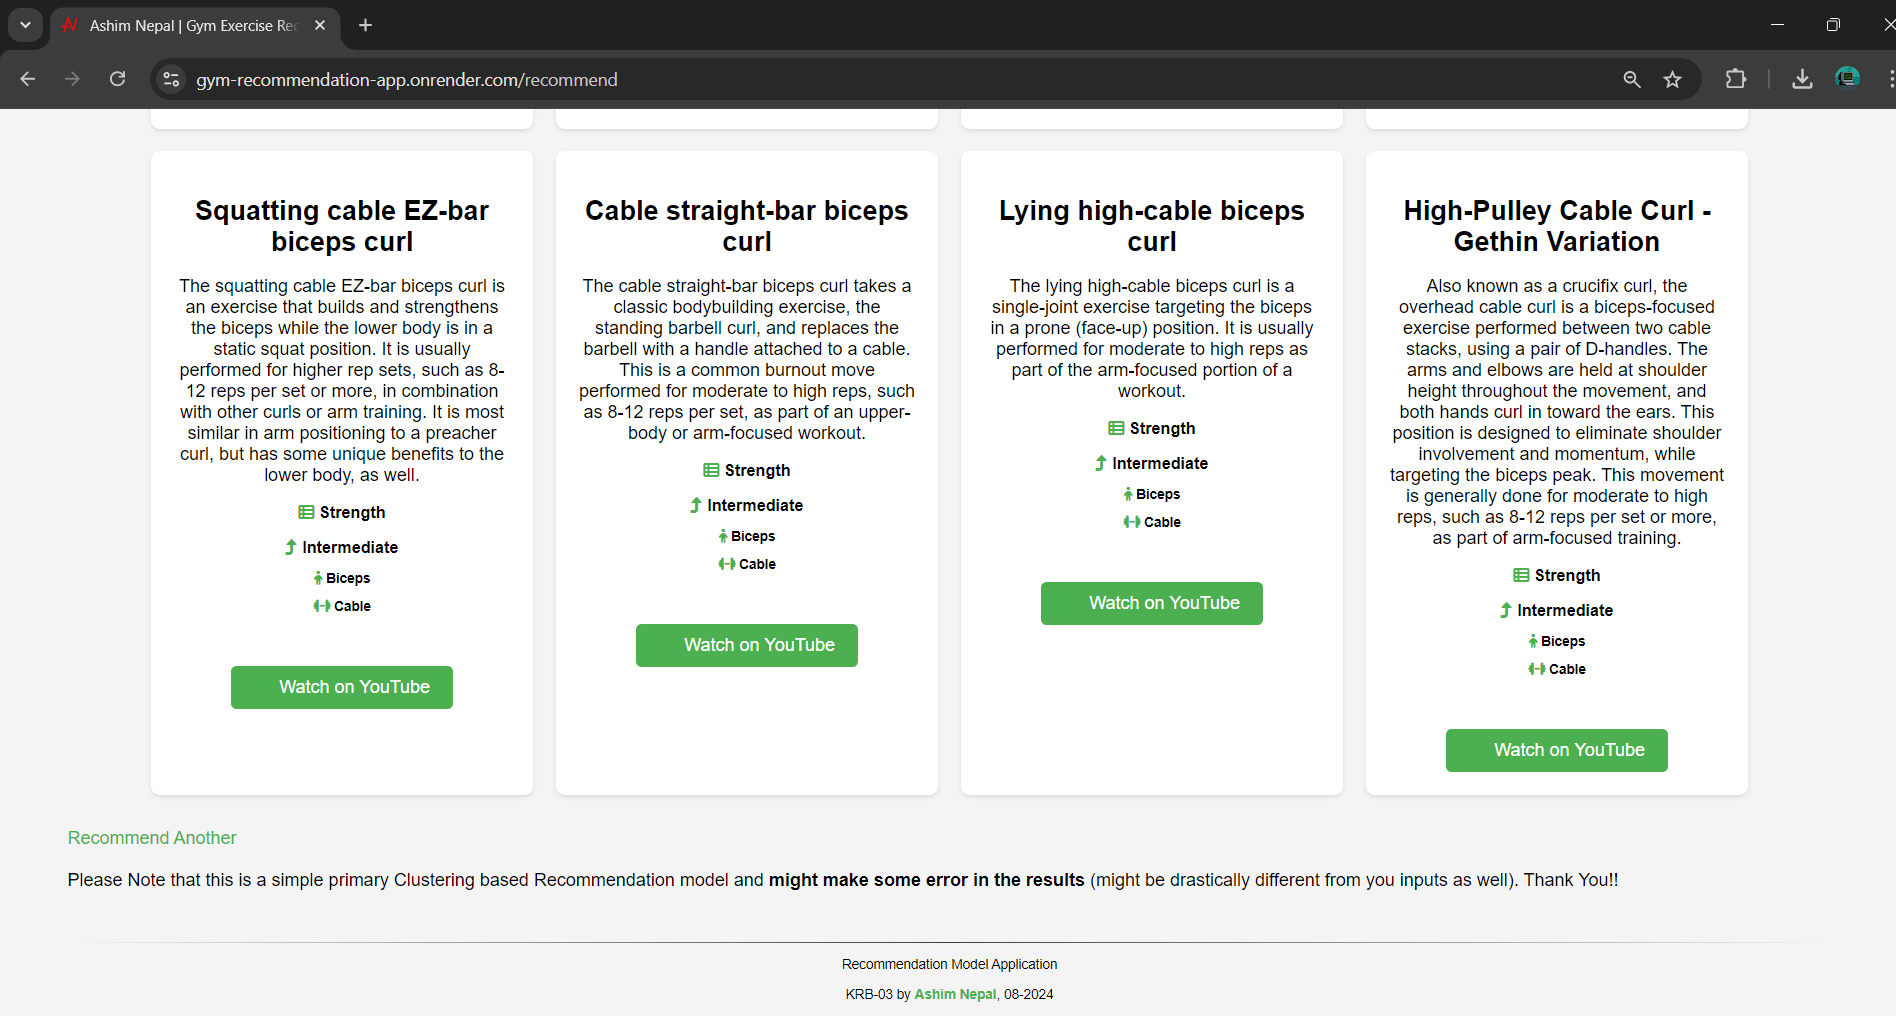 Ashim Nepal | Gym Exercise Rec
gym-recommendation-app.onrender.com/recommend
Squatting cable EZ-bar
biceps curl
The squatting cable EZ-bar biceps curl is
an exercise that builds and strengthens
the biceps while the lower body is in a
static squat position. It is usually
performed for higher rep sets, such as 8-
12 reps per set or more, in combination
with other curls or arm training. It is most
similar in arm positioning to a preacher
curl, but has some unique benefits to the
lower body, as well.
Strength
Intermediate
Biceps
Cable
Watch on YouTube
Cable straight-bar biceps
curl
The cable straight-bar biceps curl takes a
classic bodybuilding exercise, the
standing barbell curl, and replaces the
barbell with a handle attached to a cable.
This is a common burnout move
performed for moderate to high reps, such
as 8-12 reps per set, as part of an upper-
body or arm-focused workout.
Strength
Intermediate
Biceps
Cable
Watch on YouTube
Lying high-cable biceps
curl
The lying high-cable biceps curl is a
single-joint exercise targeting the biceps
in a prone (face-up) position. It is usually
performed for moderate to high reps as
part of the arm-focused portion of a
workout.
Strength
Intermediate
Biceps
Cable
Watch on YouTube
High-Pulley Cable Curl -
Gethin Variation
Also known as a crucifix curl, the
overhead cable curl is a biceps-focused
exercise performed between two cable
stacks, using a pair of D-handles. The
arms and elbows are held at shoulder
height throughout the movement, and
both hands curl in toward the ears. This
position is designed to eliminate shoulder
involvement and momentum, while
targeting the biceps peak. This movement
is generally done for moderate to high
reps, such as 8-12 reps per set or more,
as part of arm-focused training.
Strength
Intermediate
Biceps
Cable
Watch on YouTube
Recommend Another
Please Note that this is a simple primary Clustering based Recommendation model and might make some error in the results (might be drastically different from you inputs as well). Thank You!!
Recommendation Model Application
KRB-03 by Ashim Nepal, 08-2024